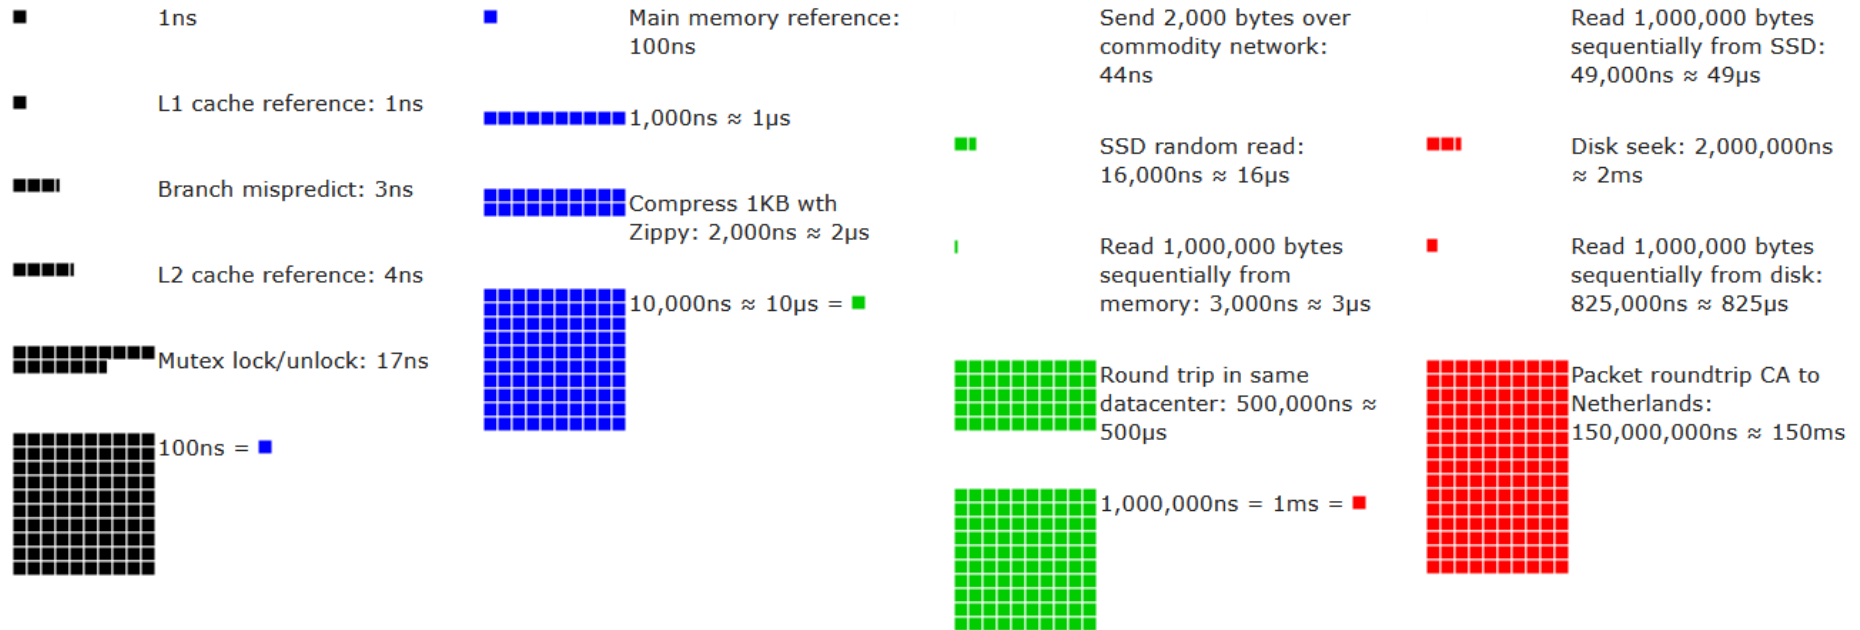 1ns
L1 cache reference: 1ns
Branch mispredict: 3ns
L2 cache reference: 4ns
Mutex lock/unlock: 17ns
100ns =
Main memory reference:
100ns
1,000ns ≈ 1μs
Compress 1KB wth
Zippy: 2,000ns ≈ 2μs
10,000ns ≈ 10μs =
Send 2,000 bytes over
commodity network:
44ns
SSD random read:
16,000ns ≈ 16μs
Read 1,000,000 bytes
sequentially from
memory: 3,000ns ≈ 3μs
Round trip in same
datacenter: 500,000ns ≈
500μs
1,000,000ns = 1ms =
Read 1,000,000 bytes
sequentially from SSD:
49,000ns ≈ 49μs
Disk seek: 2,000,000ns
≈ 2ms
Read 1,000,000 bytes
sequentially from disk:
825,000ns ≈ 825μs
Packet roundtrip CA to
Netherlands:
150,000,000ns ≈ 150ms